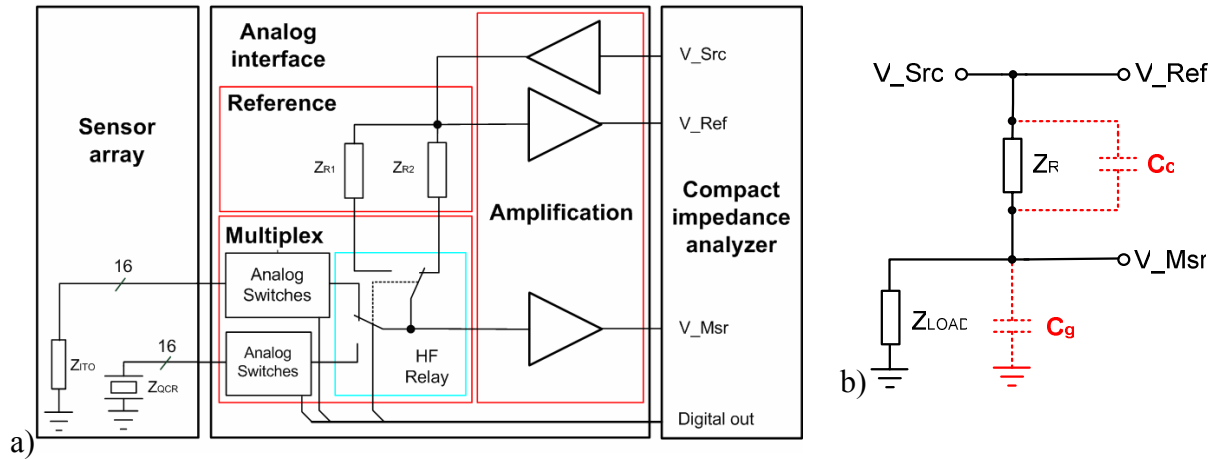 Sensor
array
16
16
ZITO
ZQCR
Analog
interface
Reference
ZR1
ZR2
Multiplex
Analog
Switches
Analog
Switches
HF
Relay
Amplification
V_Src
V_Ref
Compact
impedance
analyzer
V_Msr
Digital out
a)
V_Src
V_Ref
ZR
Cc
V_Msr
ZLOAD
Cg
b)